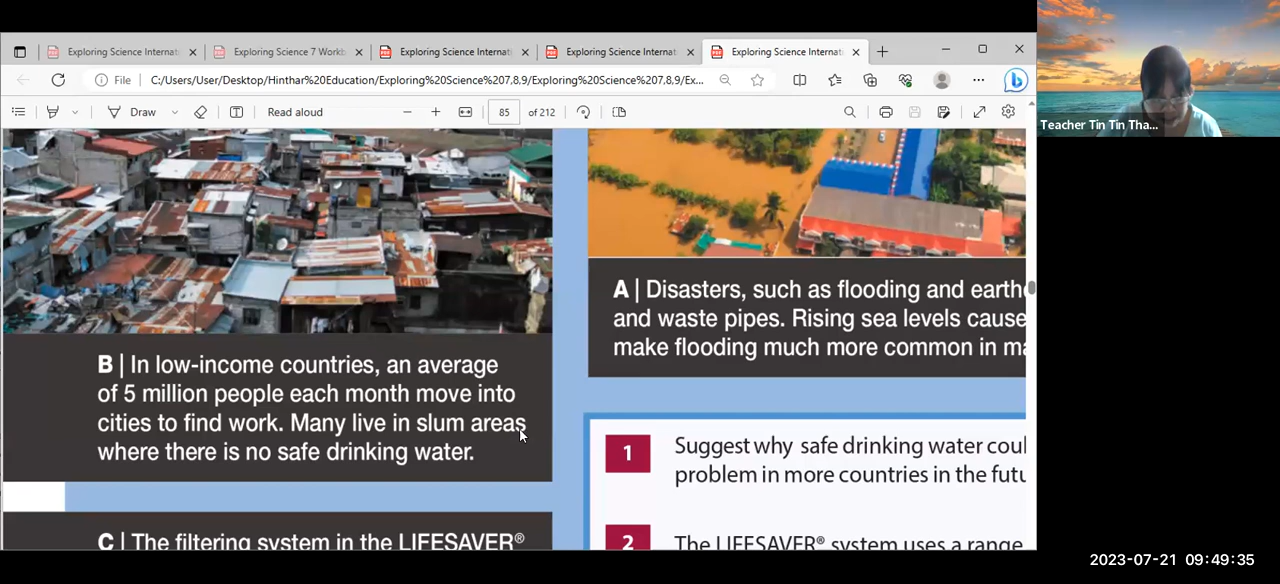 Exploring Science Internat
Exploring Science 7 Workb
Exploring Science Internat
Exploring Science Internat
Exploring Science Internat
File
C:/Users/User/Desktop/Hinthar%20Education/Exploring%20Science%207,8,9/Exploring%20Science%207,8,9/Ex...
Draw
Read aloud
85 of 212
Teacher Tin Tin Tha...
A | Disasters, such as flooding and earth
and waste pipes. Rising sea levels cause
make flooding much more common in ma
B | In low-income countries, an average
of 5 million people each month move into
cities to find work. Many live in slum areas
where there is no safe drinking water.
1 Suggest why safe drinking water coul
problem in more countries in the futu
2 The LIFESAVER® system uses a range
C | The filtering system in the LIFESAVER®
2023-07-21 09:49:35